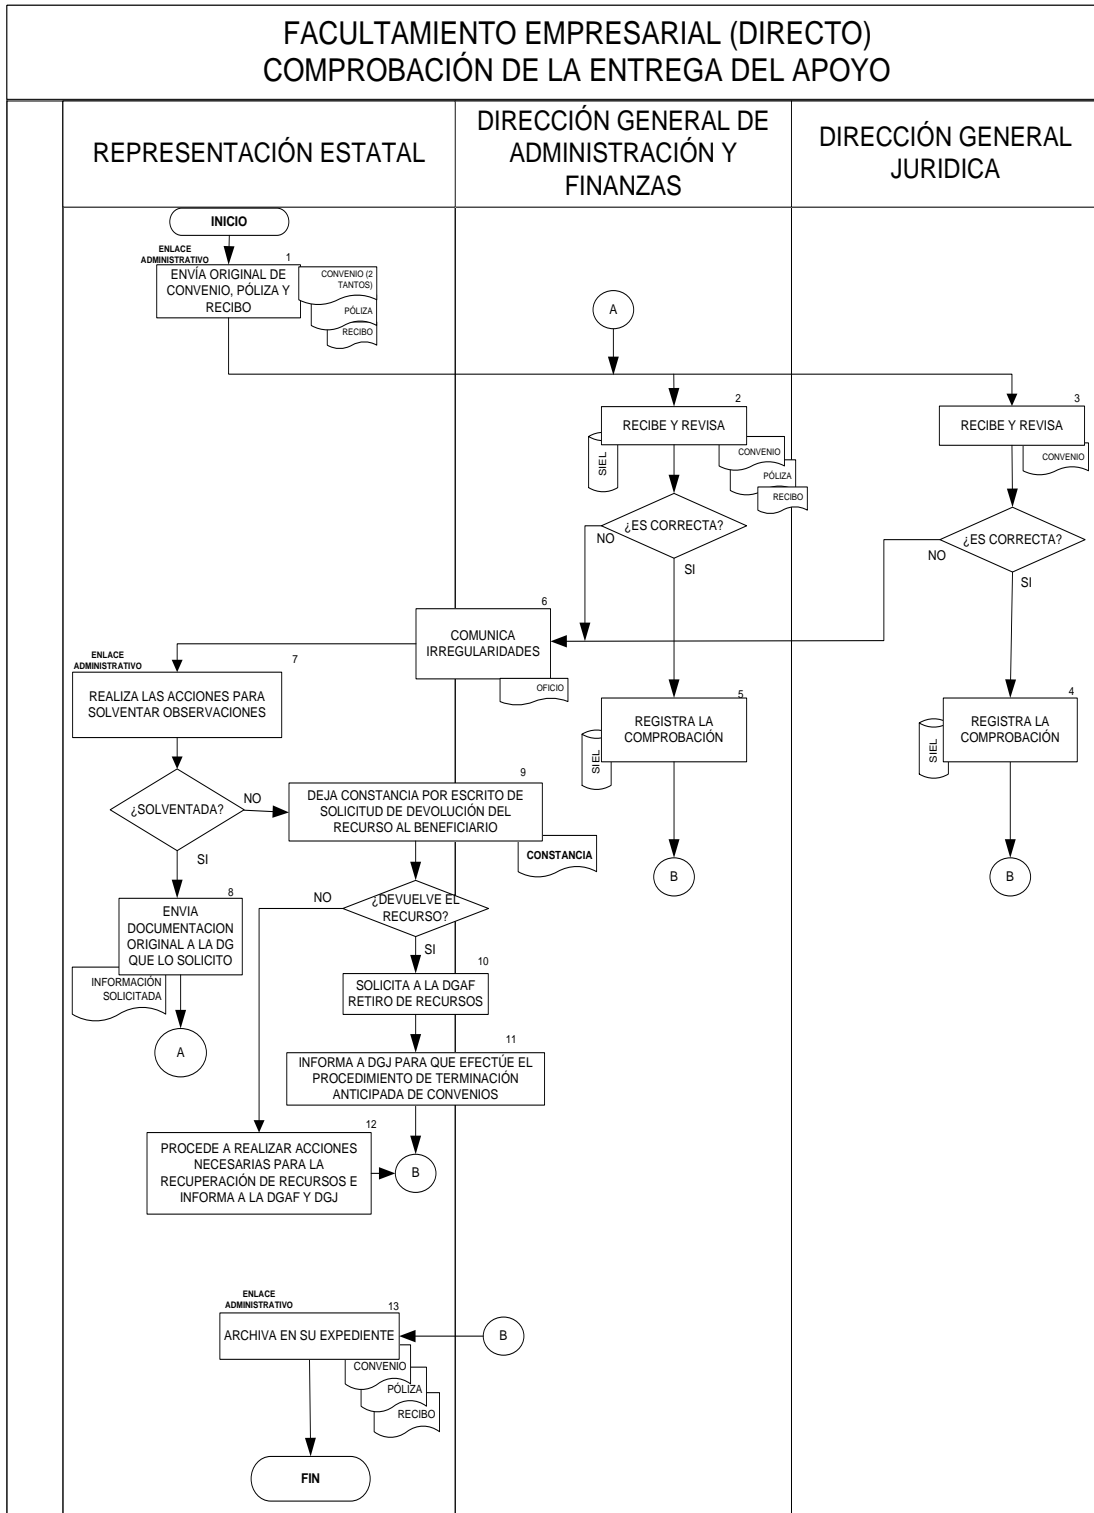 FACULTAMIENTO EMPRESARIAL (DIRECTO)
COMPROBACIÓN DE LA ENTREGA DEL APOYO
REPRESENTACIÓN ESTATAL
DIRECCIÓN GENERAL DE
ADMINISTRACIÓN Y
FINANZAS
DIRECCIÓN GENERAL
JURIDICA
INICIO
ENLACE
ADMINISTRATIVO
1
ENVÍA ORIGINAL DE
CONVENIO, PÓLIZA Y
RECIBO
CONVENIO (2
TANTOS)
PÓLIZA
RECIBO
A
2
RECIBE Y REVISA
SIEL
CONVENIO
PÓLIZA
RECIBO
3
RECIBE Y REVISA
CONVENIO
¿ES CORRECTA?
NO
SI
¿ES CORRECTA?
NO
SI
6
COMUNICA
IRREGULARIDADES
OFICIO
ENLACE
ADMINISTRATIVO
7
REALIZA LAS ACCIONES PARA
SOLVENTAR OBSERVACIONES
5
REGISTRA LA
COMPROBACIÓN
SIEL
4
REGISTRA LA
COMPROBACIÓN
SIEL
¿SOLVENTADA?
NO
SI
9
DEJA CONSTANCIA POR ESCRITO DE
SOLICITUD DE DEVOLUCIÓN DEL
RECURSO AL BENEFICIARIO
CONSTANCIA
B
B
8
ENVIA
DOCUMENTACION
ORIGINAL A LA DG
QUE LO SOLICITO
INFORMACIÓN
SOLICITADA
A
¿DEVUELVE EL
RECURSO?
NO
SI
10
SOLICITA A LA DGAF
RETIRO DE RECURSOS
11
INFORMA A DGJ PARA QUE EFECTÚE EL
PROCEDIMIENTO DE TERMINACIÓN
ANTICIPADA DE CONVENIOS
12
PROCEDE A REALIZAR ACCIONES
NECESARIAS PARA LA
RECUPERACIÓN DE RECURSOS E
INFORMA A LA DGAF Y DGJ
B
ENLACE
ADMINISTRATIVO
13
ARCHIVA EN SU EXPEDIENTE
B
CONVENIO
PÓLIZA
RECIBO
FIN